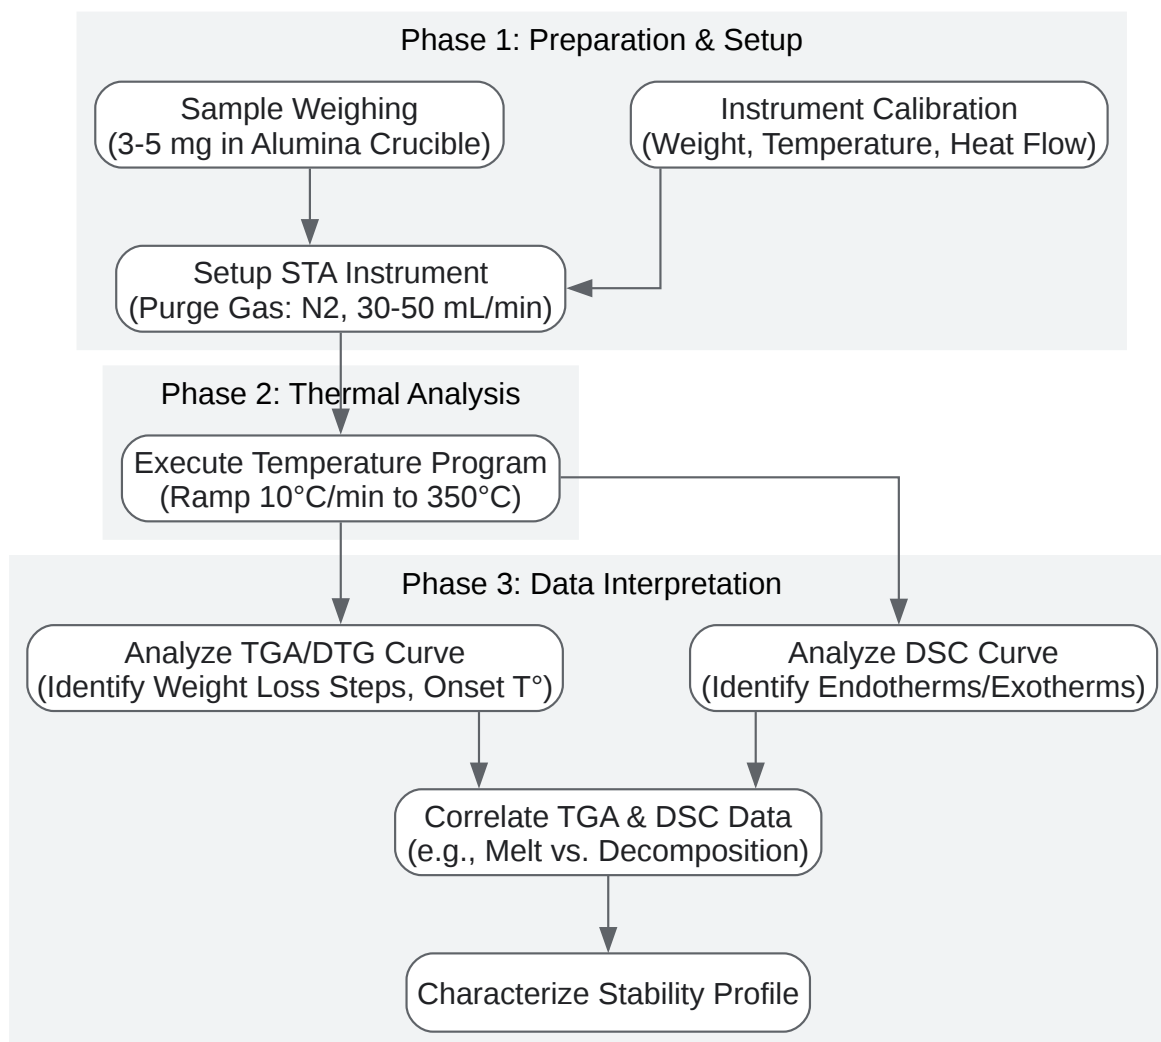 Phase 1: Preparation & Setup
Sample Weighing
(3-5 mg in Alumina Crucible)
Instrument Calibration
(Weight, Temperature, Heat Flow)
Setup STA Instrument
(Purge Gas: N2, 30-50 mL/min)
Phase 2: Thermal Analysis
Execute Temperature Program
(Ramp 10°C/min to 350°C)
Phase 3: Data Interpretation
Analyze TGA/DTG Curve
(Identify Weight Loss Steps, Onset T°)
Analyze DSC Curve
(Identify Endotherms/Exotherms)
Correlate TGA & DSC Data
(e.g., Melt vs. Decomposition)
Characterize Stability Profile